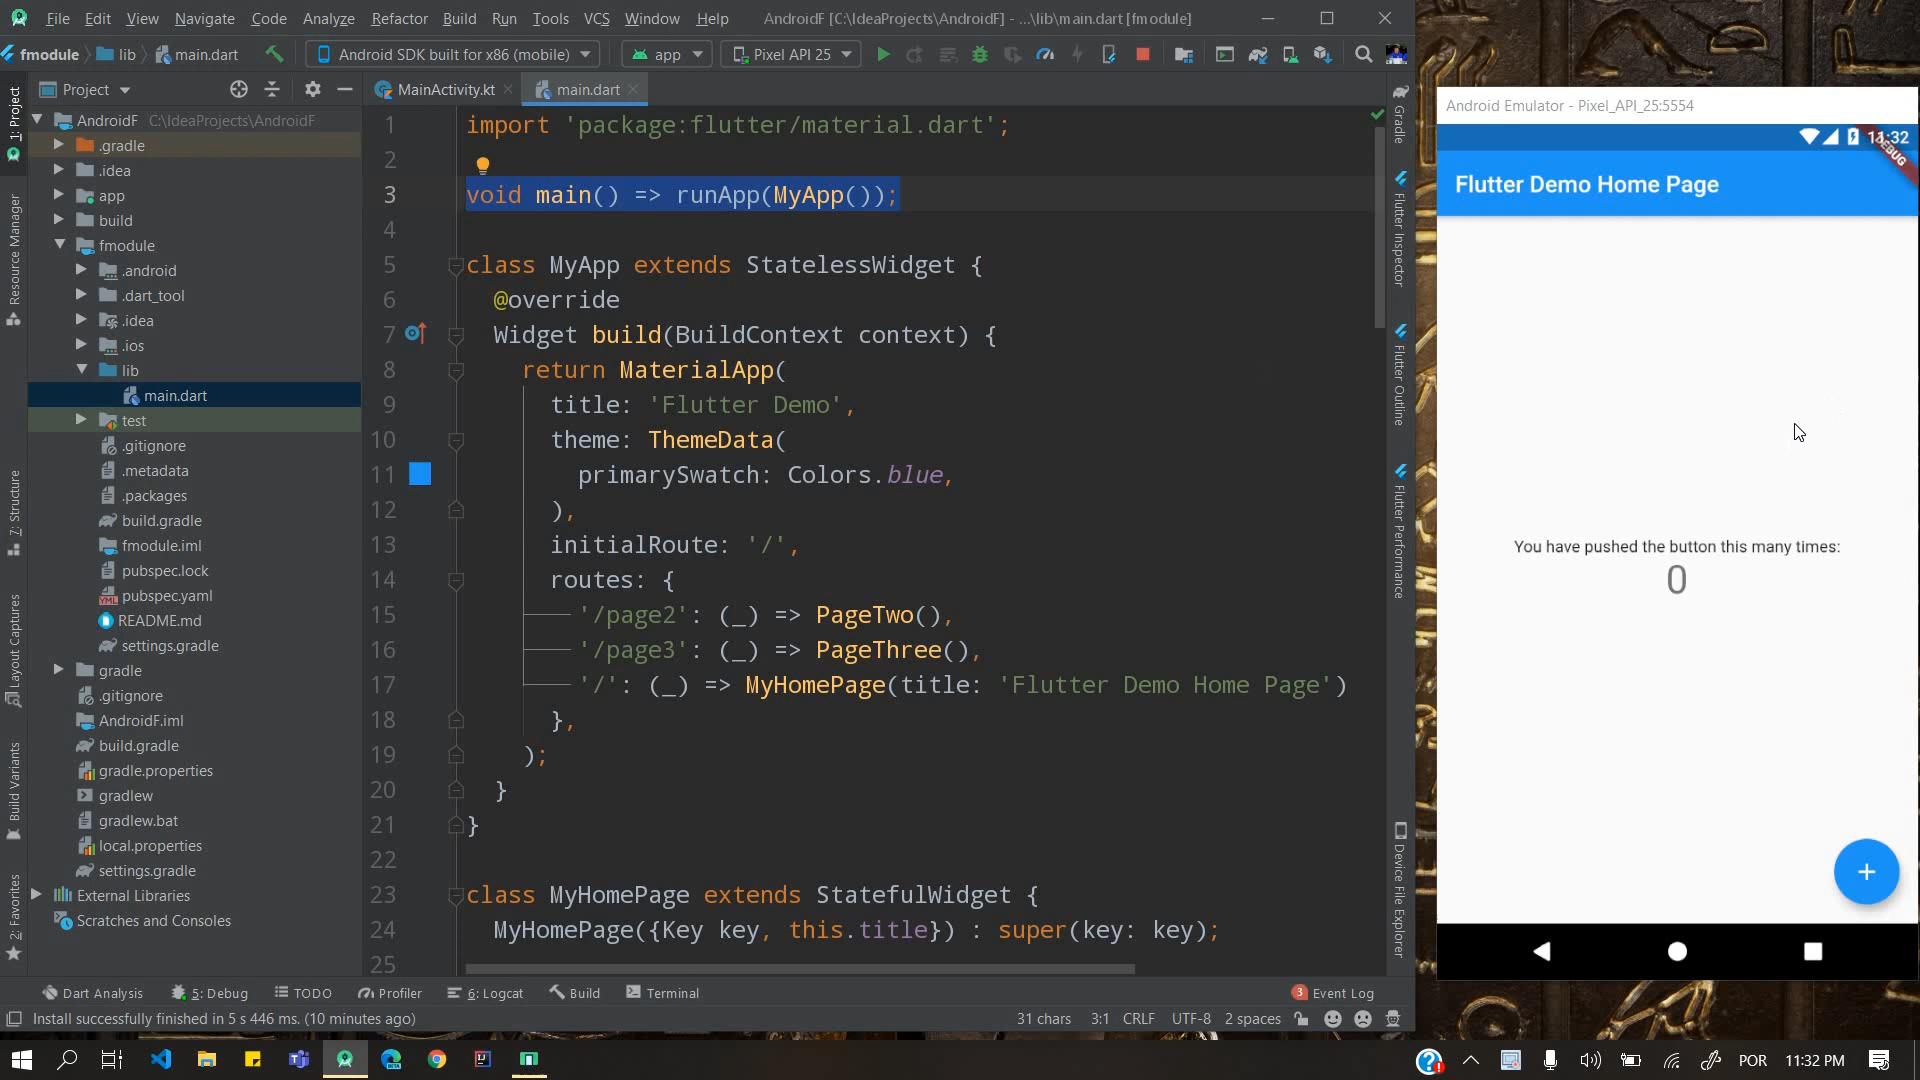 File Edit View Navigate Code Analyze Refactor Build Run Tools VCS Window Help AndroidF [C:\IdeaProjects\AndroidF] - ...\lib\main.dart [fmodule]
fmodule lib main.dart Android SDK built for x86 (mobile) app Pixel API 25
Project
MainActivity.kt main.dart
AndroidF C:\IdeaProjects\AndroidF
.gradle
.idea
app
build
fmodule
.android
.dart_tool
.idea
.ios
lib
main.dart
test
.gitignore
.metadata
.packages
build.gradle
fmodule.iml
pubspec.lock
pubspec.yaml
README.md
settings.gradle
gradle
.gitignore
AndroidF.iml
build.gradle
gradle.properties
gradlew
gradlew.bat
local.properties
settings.gradle
External Libraries
Scratches and Consoles
1: Project
Resource Manager
7: Structure
Layout Captures
Build Variants
2: Favorites
1 import 'package:flutter/material.dart';
2
3 void main() => runApp(MyApp());
4
5 class MyApp extends StatelessWidget {
6 @override
7 Widget build(BuildContext context) {
8 return MaterialApp(
9 title: 'Flutter Demo',
10 theme: ThemeData(
11 primarySwatch: Colors.blue,
12 ),
13 initialRoute: '/',
14 routes: {
15 '/page2': (_) => PageTwo(),
16 '/page3': (_) => PageThree(),
17 '/': (_) => MyHomePage(title: 'Flutter Demo Home Page')
18 },
19 );
20 }
21 }
22
23 class MyHomePage extends StatefulWidget {
24 MyHomePage({Key key, this.title}) : super(key: key);
25
Gradle
Flutter Inspector
Flutter Outline
Flutter Performance
Device File Explorer
Dart Analysis 5: Debug TODO Profiler 6: Logcat Build Terminal 3 Event Log
Install successfully finished in 5 s 446 ms. (10 minutes ago) 31 chars 3:1 CRLF UTF-8 2 spaces
Android Emulator - Pixel_API_25:5554
11:32
DEBUG
Flutter Demo Home Page
You have pushed the button this many times:
0
+
POR 11:32 PM